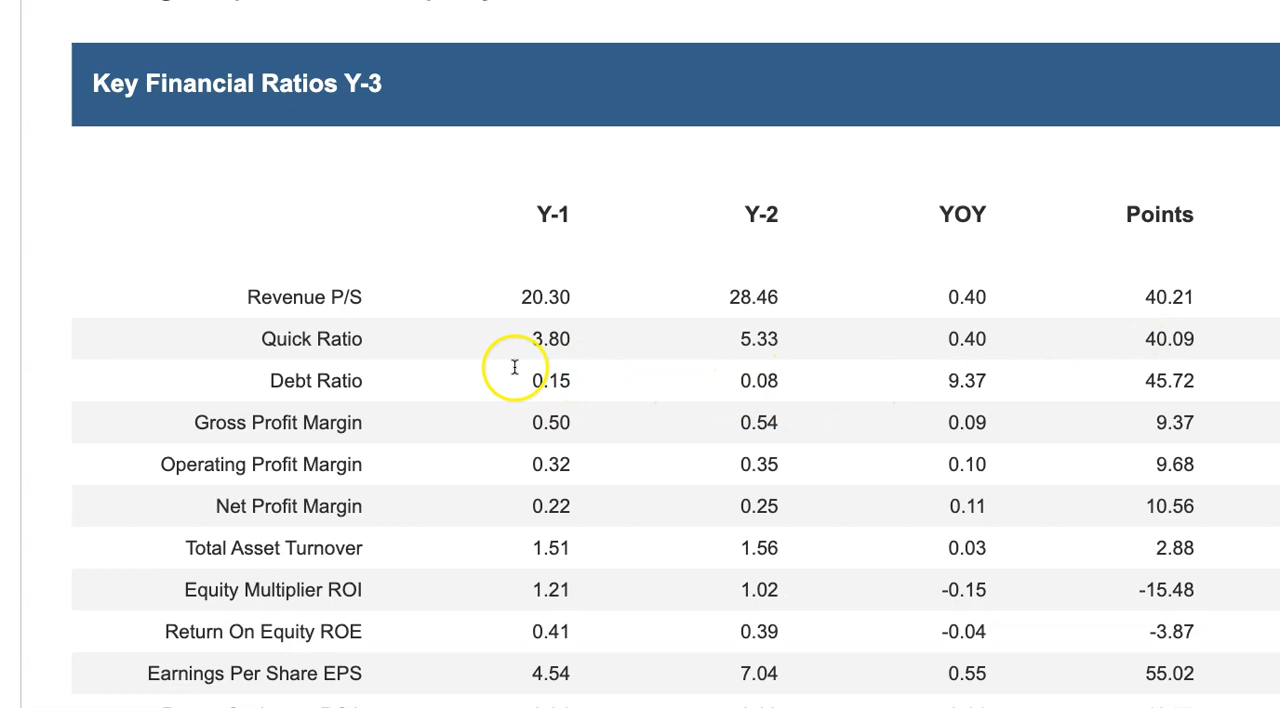 Key Financial Ratios Y-3
Y-1 Y-2 YOY Points
Revenue P/S 20.30 28.46 0.40 40.21
Quick Ratio 3.80 5.33 0.40 40.09
Debt Ratio 0.15 0.08 9.37 45.72
Gross Profit Margin 0.50 0.54 0.09 9.37
Operating Profit Margin 0.32 0.35 0.10 9.68
Net Profit Margin 0.22 0.25 0.11 10.56
Total Asset Turnover 1.51 1.56 0.03 2.88
Equity Multiplier ROI 1.21 1.02 -0.15 -15.48
Return On Equity ROE 0.41 0.39 -0.04 -3.87
Earnings Per Share EPS 4.54 7.04 0.55 55.02